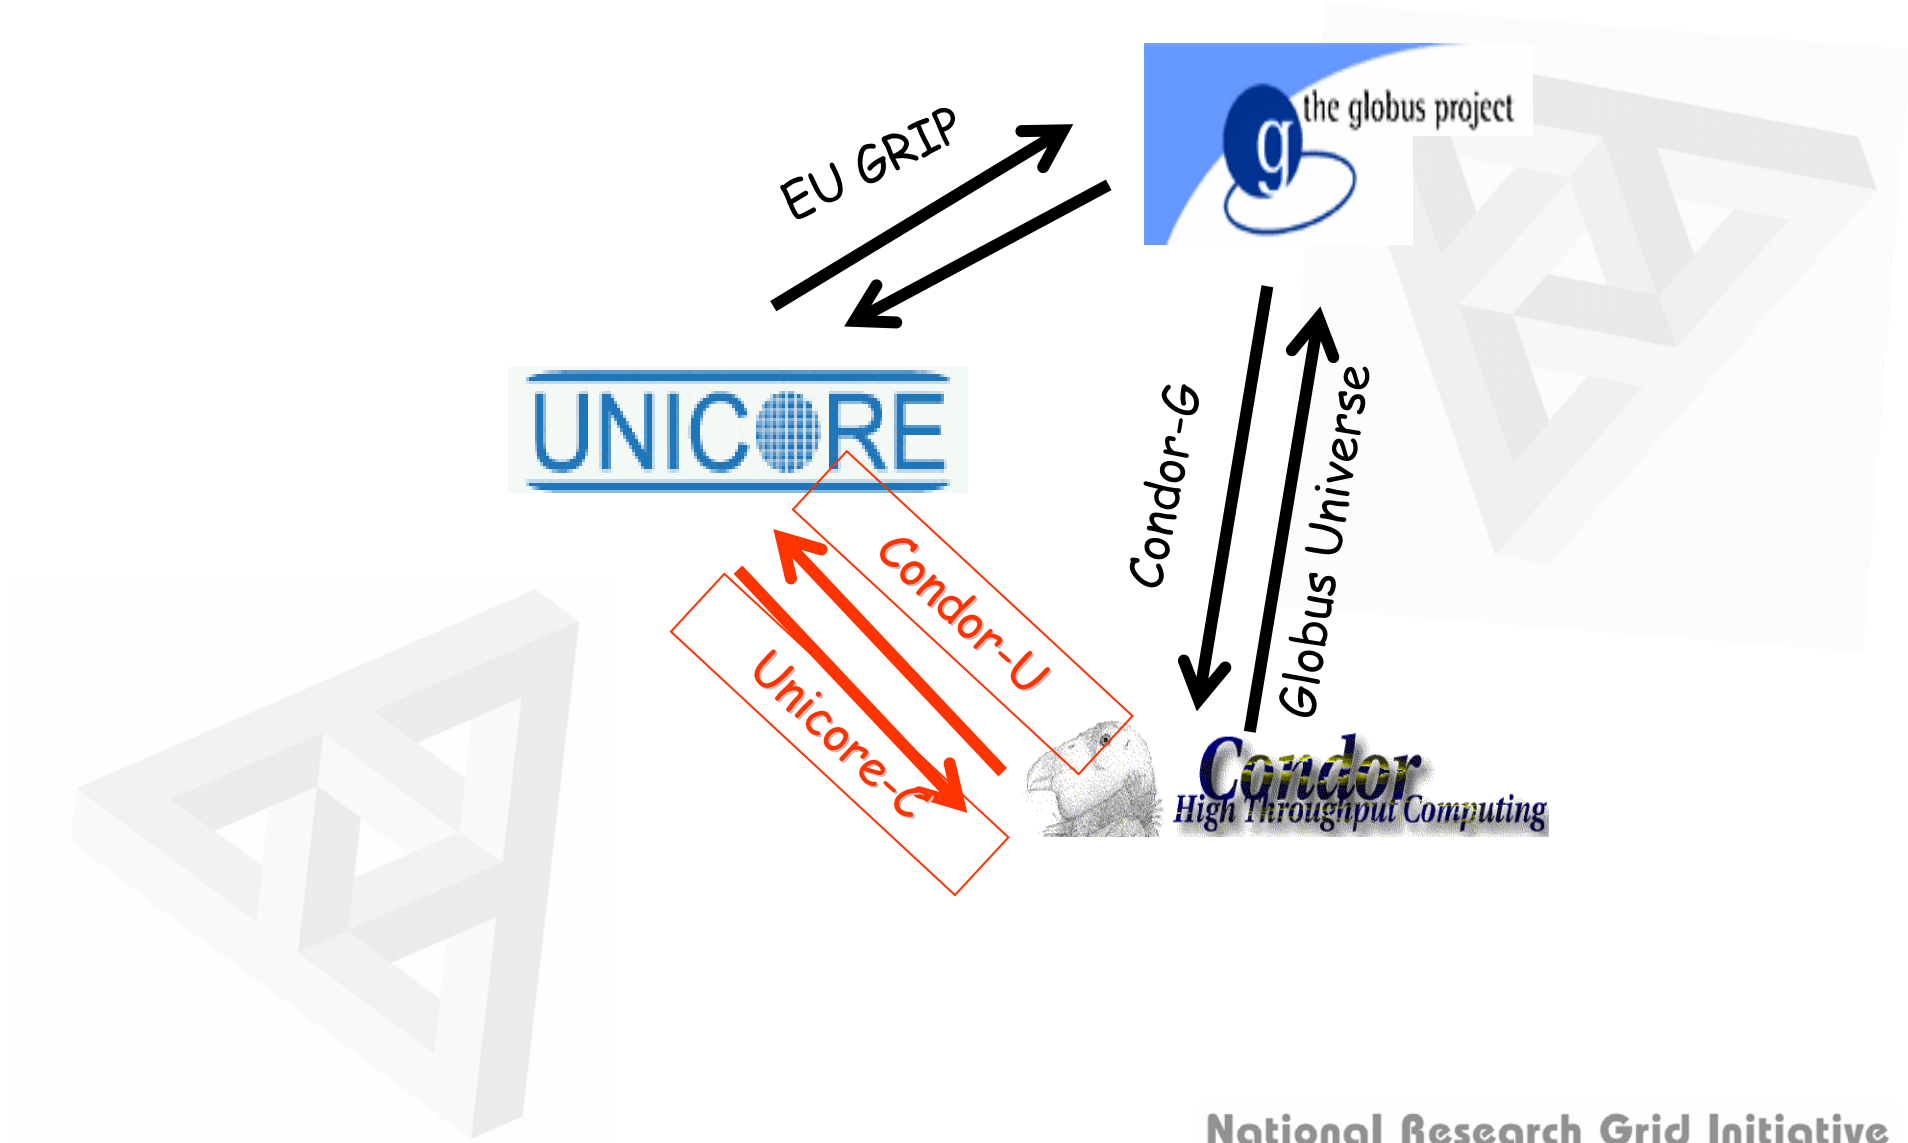 the globus project
g
EU GRIP
UNICORE
Condor-G
Globus Universe
Condor-U
Unicore-C
Condor
High Throughput Computing
National Research Grid Initiative